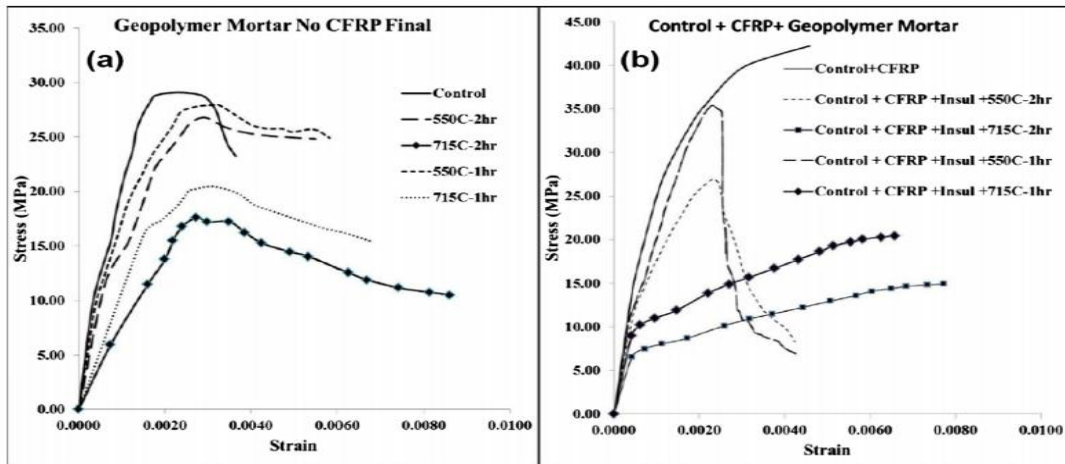 Geopolymer Mortar No CFRP Final
(a)
35.00
30.00
25.00
20.00
15.00
10.00
5.00
0.00
Stress (MPa)
Control
550C-2hr
715C-2hr
550C-1hr
715C-1hr
0.0000 0.0020 0.0040 0.0060 0.0080 0.0100
Strain
Control + CFRP+ Geopolymer Mortar
(b)
45.00
40.00
35.00
30.00
25.00
20.00
15.00
10.00
5.00
0.00
Stress (MPa)
Control+CFRP
Control + CFRP +Insul +550C-2hr
Control + CFRP +Insul +715C-2hr
Control + CFRP +Insul +550C-1hr
Control + CFRP +Insul +715C-1hr
0.0000 0.0020 0.0040 0.0060 0.0080 0.0100
Strain